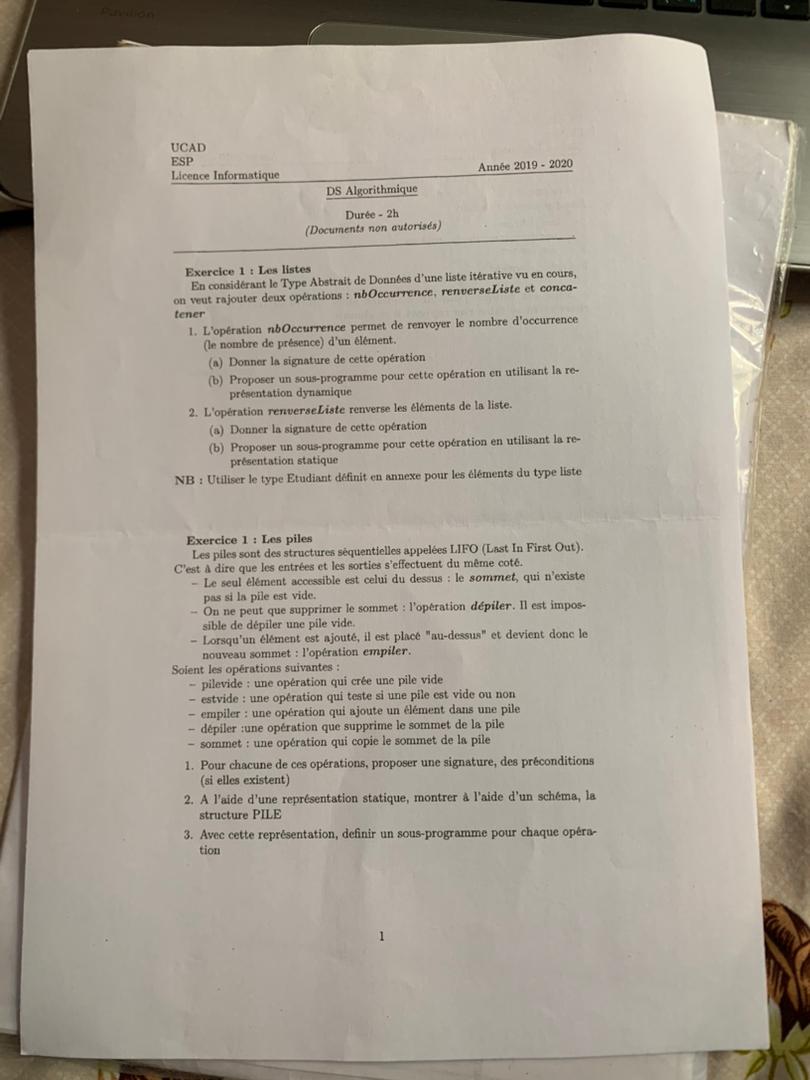 Pavilion
UCAD
ESP
Licence Informatique
Année 2019 - 2020
DS Algorithmique
Durée - 2h
(Documents non autorisés)
Exercice 1 : Les listes
En considérant le Type Abstrait de Données d'une liste itérative vu en cours,
on veut rajouter deux opérations : nbOccurrence, renverseListe et conca-
tener
1. L'opération nbOccurrence permet de renvoyer le nombre d'occurrence
(le nombre de présence) d'un élément.
(a) Donner la signature de cette opération
(b) Proposer un sous-programme pour cette opération en utilisant la re-
présentation dynamique
2. L'opération renverseListe renverse les éléments de la liste.
(a) Donner la signature de cette opération
(b) Proposer un sous-programme pour cette opération en utilisant la re-
présentation statique
NB : Utiliser le type Etudiant définit en annexe pour les éléments du type liste
Exercice 1 : Les piles
Les piles sont des structures séquentielles appelées LIFO (Last In First Out).
C'est à dire que les entrées et les sorties s'effectuent du même coté.
– Le seul élément accessible est celui du dessus : le sommet, qui n'existe
pas si la pile est vide.
– On ne peut que supprimer le sommet : l'opération dépiler. Il est impos-
sible de dépiler une pile vide.
– Lorsqu'un élément est ajouté, il est placé "au-dessus" et devient donc le
nouveau sommet : l'opération empiler.
Soient les opérations suivantes :
– pilevide : une opération qui crée une pile vide
– estvide : une opération qui teste si une pile est vide ou non
– empiler : une opération qui ajoute un élément dans une pile
– dépiler :une opération que supprime le sommet de la pile
– sommet : une opération qui copie le sommet de la pile
1. Pour chacune de ces opérations, proposer une signature, des préconditions
(si elles existent)
2. A l'aide d'une représentation statique, montrer à l'aide d'un schéma, la
structure PILE
3. Avec cette représentation, definir un sous-programme pour chaque opéra-
tion
1